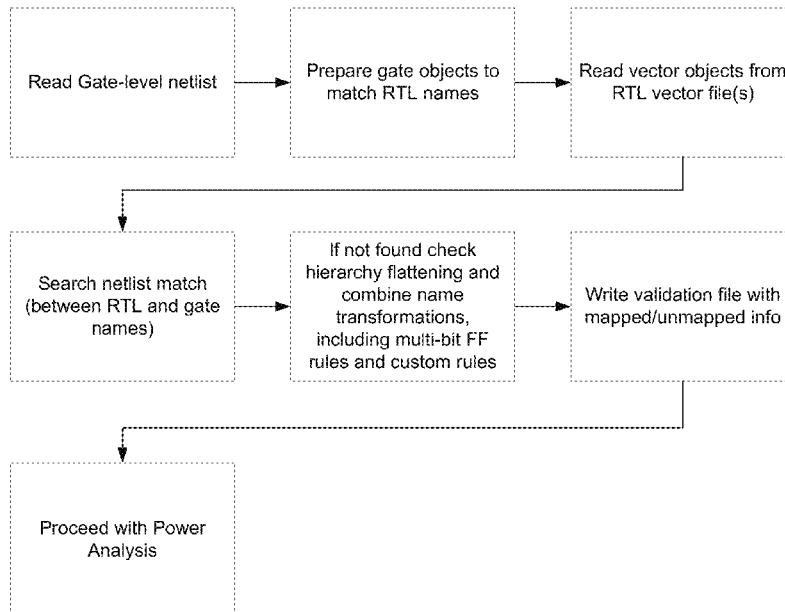 Read Gate-level netlist
Prepare gate objects to
match RTL names
Read vector objects from
RTL vector file(s)
Search netlist match
(between RTL and gate
names)
If not found check
hierarchy flattening and
combine name
transformations,
including multi-bit FF
rules and custom rules
Write validation file with
mapped/unmapped info
Proceed with Power
Analysis